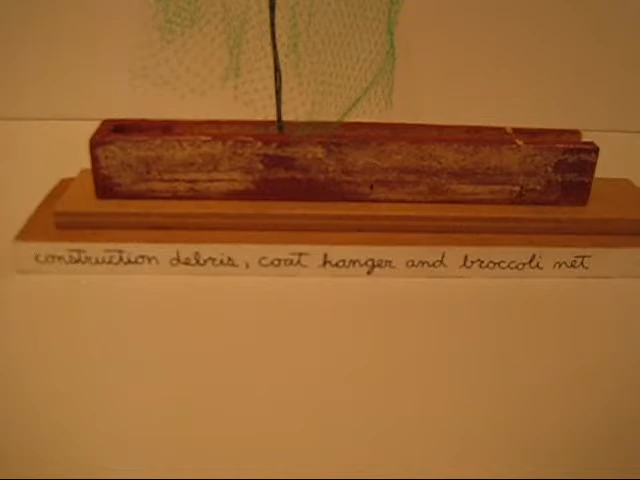 construction debris, coat hanger and broccoli net